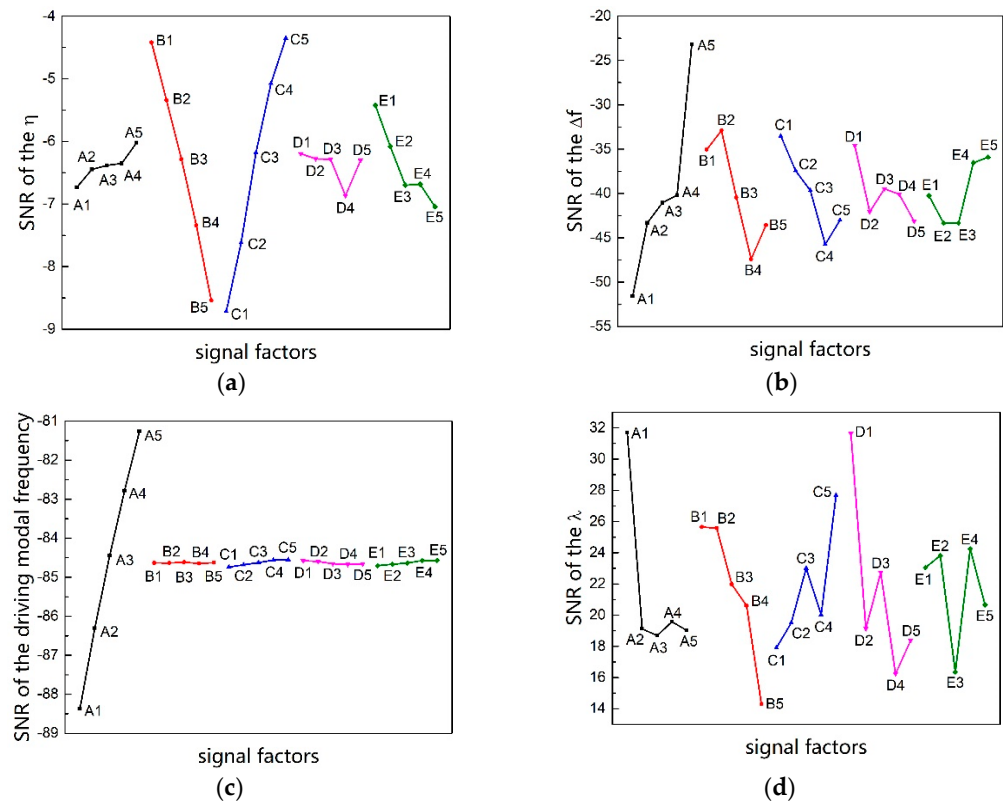 -4
-5
-6
-7
-8
-9
SNR of the η
A1
A2
A3
A4
A5
B1
B2
B3
B4
B5
C1
C2
C3
C4
C5
D1
D2
D3
D4
D5
E1
E2
E3
E4
E5
signal factors
(a)
-20
-25
-30
-35
-40
-45
-50
-55
SNR of the Δf
A1
A2
A3
A4
A5
B1
B2
B3
B4
B5
C1
C2
C3
C4
C5
D1
D2
D3
D4
D5
E1
E2
E3
E4
E5
signal factors
(b)
-81
-83
-85
-87
-89
-82
-84
-86
-88
SNR of the driving modal frequency
A1
A2
A3
A4
A5
B1
B2
B3
B4
B5
C1
C2
C3
C4
C5
D1
D2
D3
D4
D5
E1
E2
E3
E4
E5
signal factors
(c)
32
30
28
26
24
22
20
18
16
14
SNR of the λ
A1
A2
A3
A4
A5
B1
B2
B3
B4
B5
C1
C2
C3
C4
C5
D1
D2
D3
D4
D5
E1
E2
E3
E4
E5
signal factors
(d)